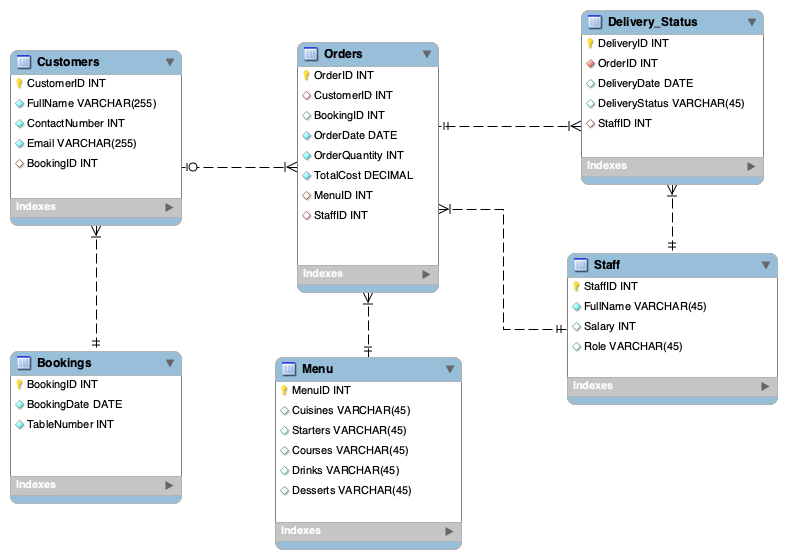 Customers
CustomerID INT
FullName VARCHAR(255)
ContactNumber INT
Email VARCHAR(255)
BookingID INT
Indexes
Orders
OrderID INT
CustomerID INT
BookingID INT
OrderDate DATE
OrderQuantity INT
TotalCost DECIMAL
MenuID INT
StaffID INT
Indexes
Delivery_Status
DeliveryID INT
OrderID INT
DeliveryDate DATE
DeliveryStatus VARCHAR(45)
StaffID INT
Indexes
Bookings
BookingID INT
BookingDate DATE
TableNumber INT
Indexes
Menu
MenuID INT
Cuisines VARCHAR(45)
Starters VARCHAR(45)
Courses VARCHAR(45)
Drinks VARCHAR(45)
Desserts VARCHAR(45)
Indexes
Staff
StaffID INT
FullName VARCHAR(45)
Salary INT
Role VARCHAR(45)
Indexes